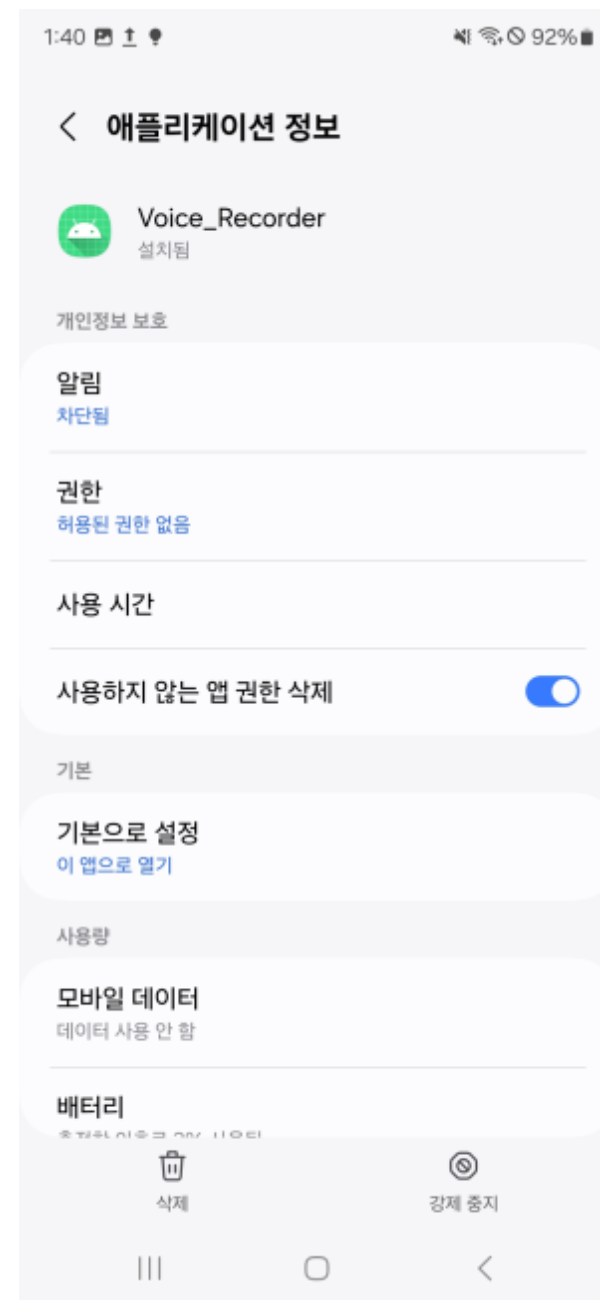 1:40 92%
애플리케이션 정보
Voice_Recorder
설치됨
개인정보 보호
알림
차단됨
권한
허용된 권한 없음
사용 시간
사용하지 않는 앱 권한 삭제
기본
기본으로 설정
이 앱으로 열기
사용량
모바일 데이터
데이터 사용 안 함
배터리
삭제
강제 중지